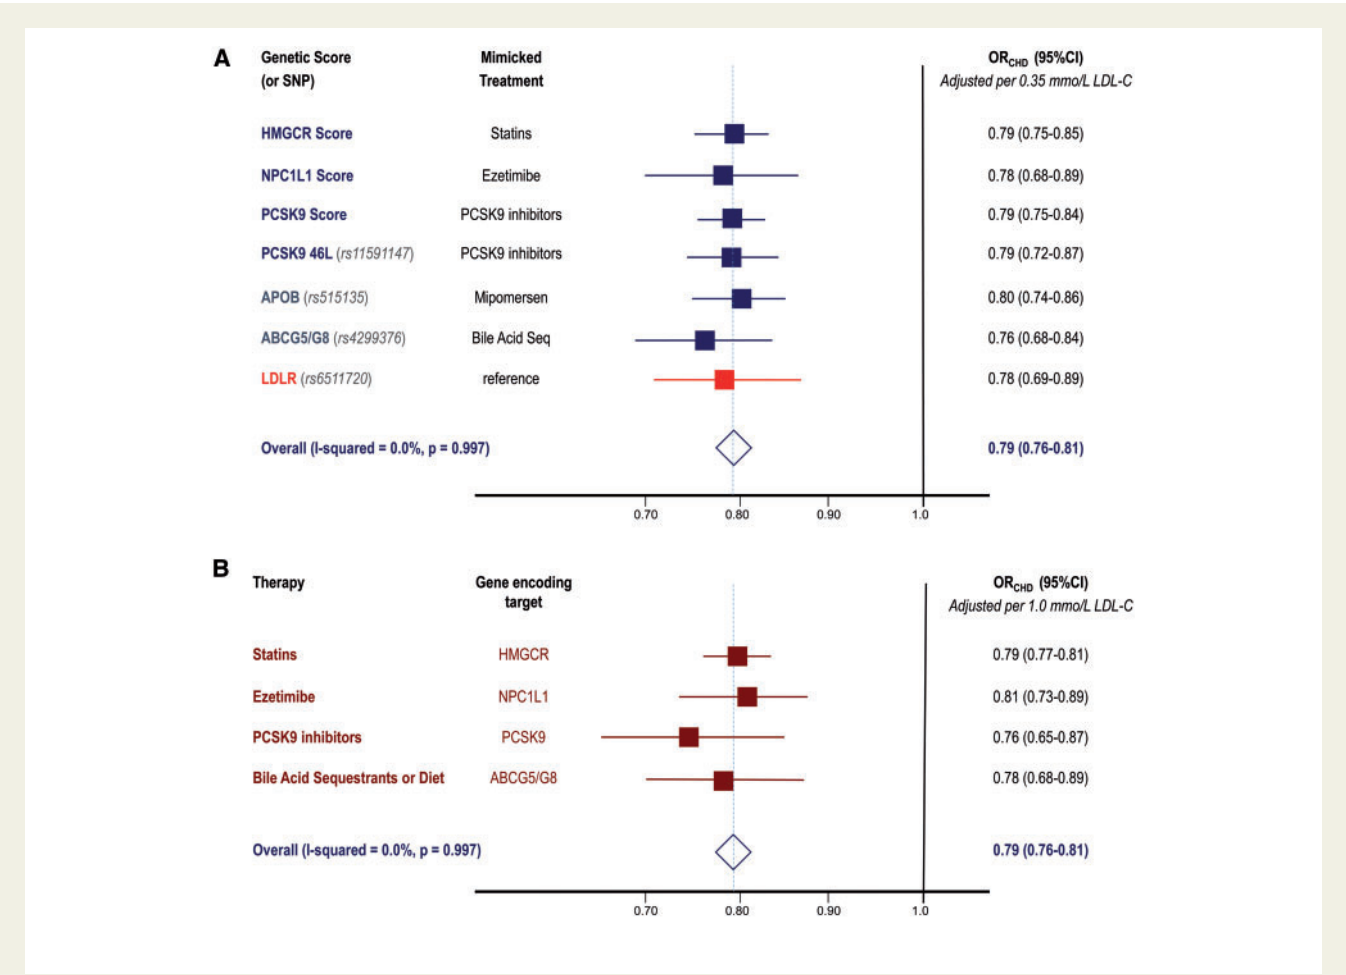 A
Genetic Score (or SNP) Mimicked Treatment OR_CHD (95%CI)
Adjusted per 0.35 mmo/L LDL-C
HMGCR Score Statins 0.79 (0.75-0.85)
NPC1L1 Score Ezetimibe 0.78 (0.68-0.89)
PCSK9 Score PCSK9 inhibitors 0.79 (0.75-0.84)
PCSK9 46L (rs11591147) PCSK9 inhibitors 0.79 (0.72-0.87)
APOB (rs515135) Mipomersen 0.80 (0.74-0.86)
ABCG5/G8 (rs4299376) Bile Acid Seq 0.76 (0.68-0.84)
LDLR (rs6511720) reference 0.78 (0.69-0.89)
Overall (I-squared = 0.0%, p = 0.997) 0.79 (0.76-0.81)
0.70 0.80 0.90 1.0
B
Therapy Gene encoding target OR_CHD (95%CI)
Adjusted per 1.0 mmo/L LDL-C
Statins HMGCR 0.79 (0.77-0.81)
Ezetimibe NPC1L1 0.81 (0.73-0.89)
PCSK9 inhibitors PCSK9 0.76 (0.65-0.87)
Bile Acid Sequestrants or Diet ABCG5/G8 0.78 (0.68-0.89)
Overall (I-squared = 0.0%, p = 0.997) 0.79 (0.76-0.81)
0.70 0.80 0.90 1.0